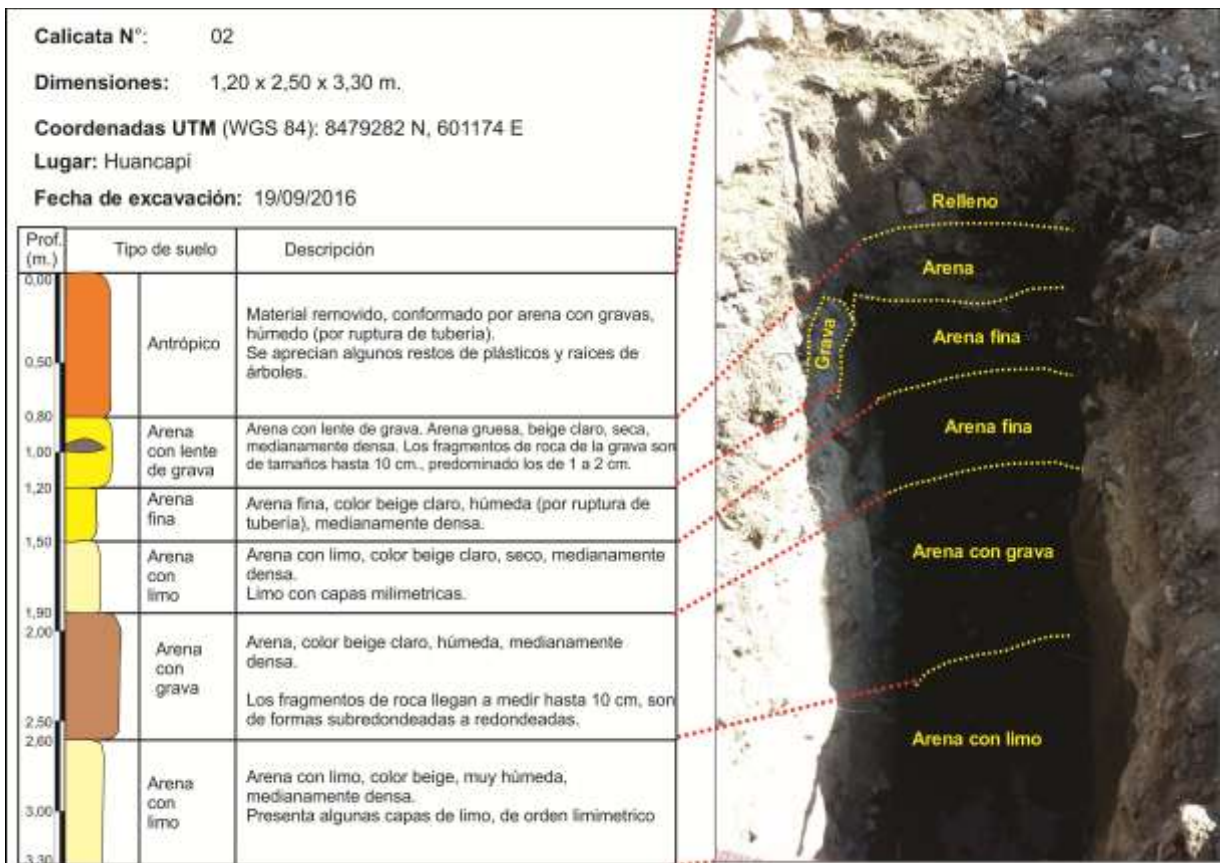 Calicata N°: 02
Dimensiones: 1,20 x 2,50 x 3,30 m.
Coordenadas UTM (WGS 84): 8479282 N, 601174 E
Lugar: Huancapi
Fecha de excavación: 19/09/2016
Prof. (m.)
Tipo de suelo
Descripción
0,00
Antrópico
Material removido, conformado por arena con gravas,
húmedo (por ruptura de tubería).
Se aprecian algunos restos de plásticos y raíces de
árboles.
0,50
0,80
Arena
con lente
de grava
Arena con lente de grava. Arena gruesa, beige claro, seca,
medianamente densa. Los fragmentos de roca de la grava son
de tamaños hasta 10 cm., predominado los de 1 a 2 cm.
1,00
1,20
Arena
fina
Arena fina, color beige claro, húmeda (por ruptura de
tubería), medianamente densa.
1,50
Arena
con
limo
Arena con limo, color beige claro, seco, medianamente
densa.
Limo con capas milimetricas.
1,90
2,00
Arena
con
grava
Arena, color beige claro, húmeda, medianamente
densa.
Los fragmentos de roca llegan a medir hasta 10 cm, son
de formas subredondeadas a redondeadas.
2,50
2,60
Arena
con
limo
Arena con limo, color beige, muy húmeda,
medianamente densa.
Presenta algunas capas de limo, de orden limimetrico
3,00
3,30
Relleno
Arena
Grava
Arena fina
Arena fina
Arena con grava
Arena con limo